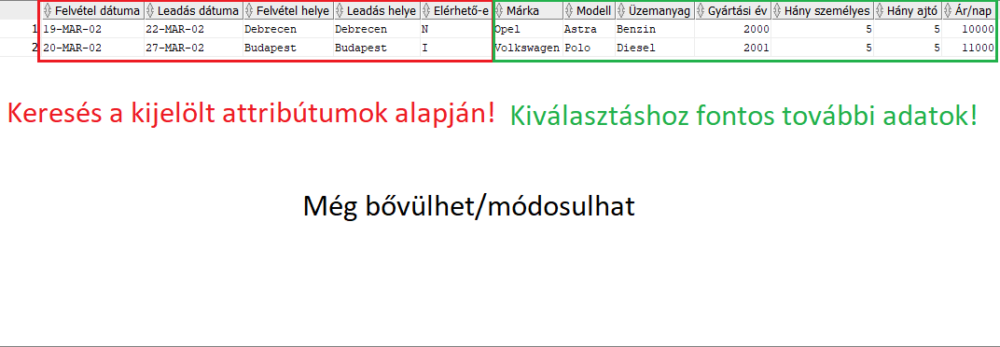 Felvétel dátuma Leadás dátuma Felvétel helye Leadás helye Elérhető-e Márka Modell Üzemanyag Gyártási év Hány személyes Hány ajtó Ár/nap
1 19-MAR-02 22-MAR-02 Debrecen Debrecen N Opel Astra Benzin 2000 5 5 10000
2 20-MAR-02 27-MAR-02 Budapest Budapest I Volkswagen Polo Diesel 2001 5 5 11000
Keresés a kijelölt attribútumok alapján! Kiválasztáshoz fontos további adatok!
Még bővülhet/módosulhat